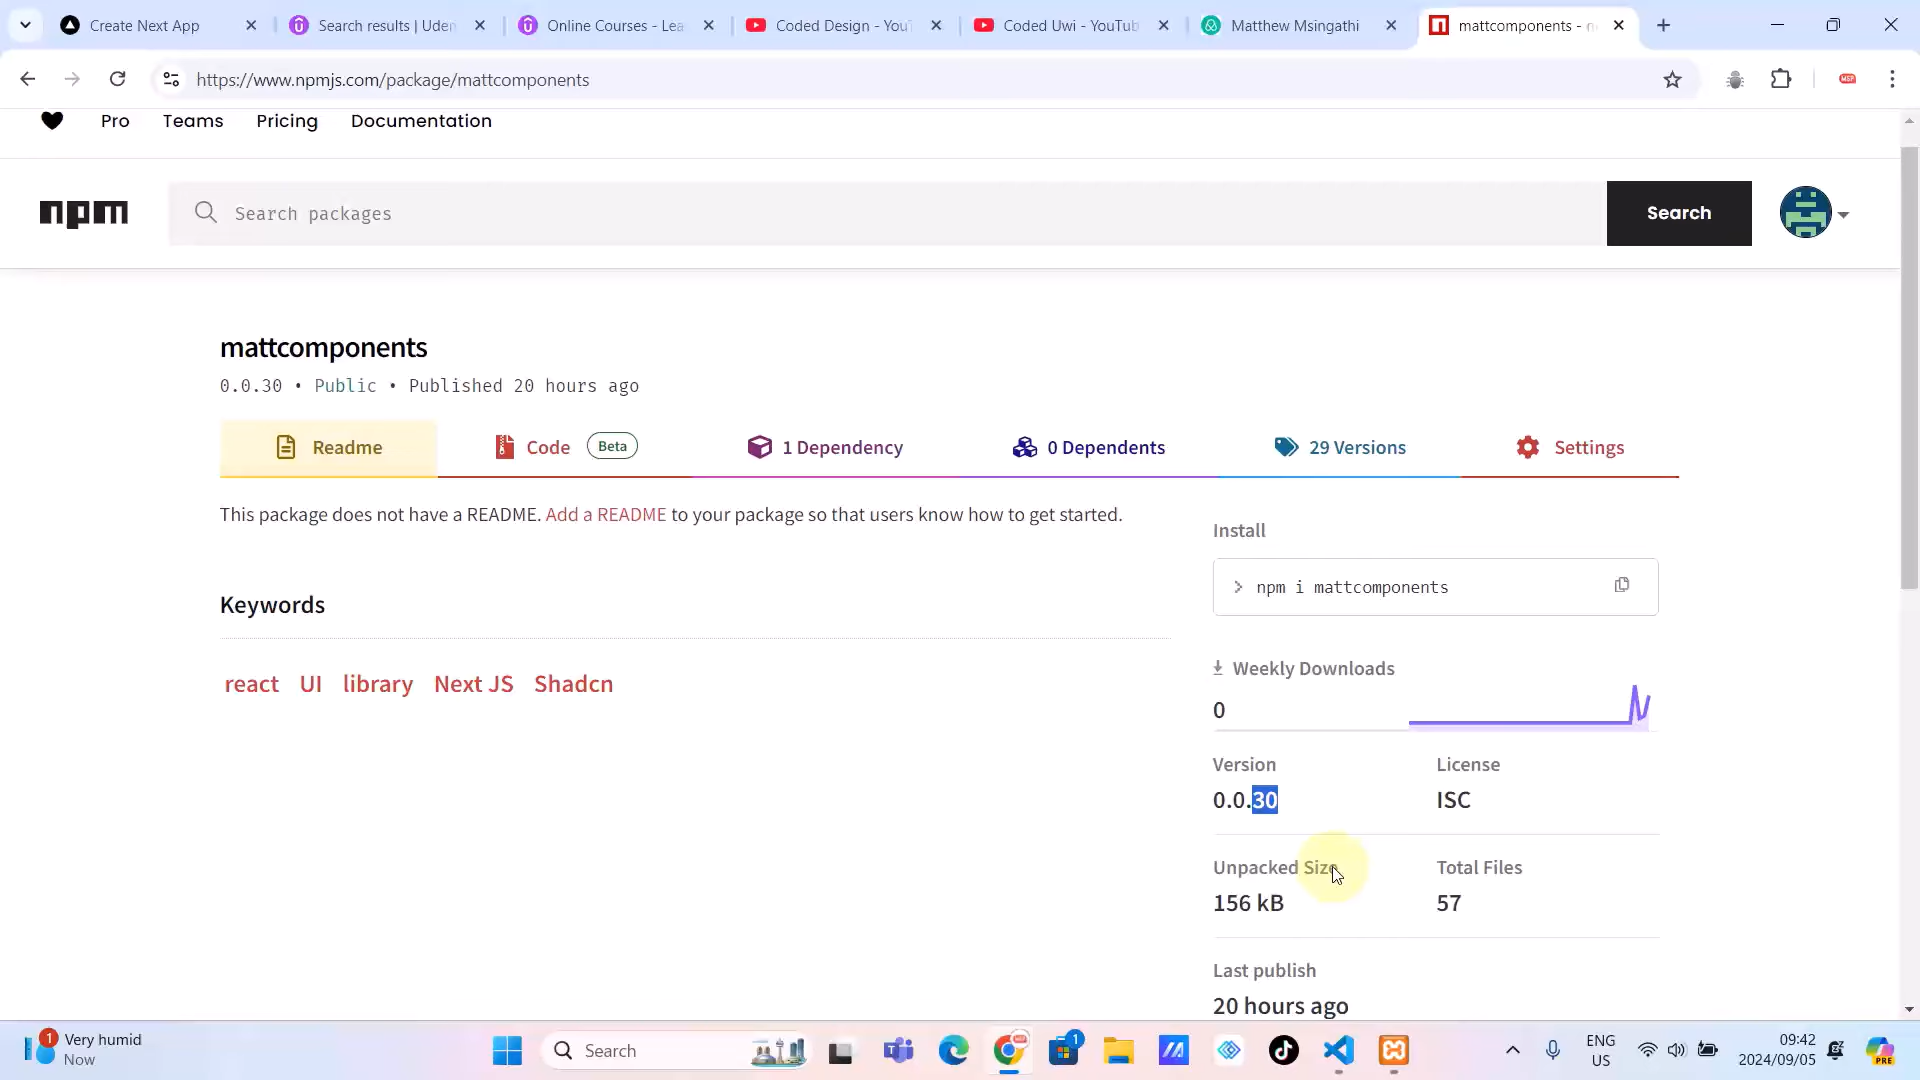 Create Next App
Search results | Uden
Online Courses - Lea
Coded Design - YouT
Coded Uwi - YouTub
Matthew Msingathi
mattcomponents - n
https://www.npmjs.com/package/mattcomponents
MSP
Pro
Teams
Pricing
Documentation
npm
Search packages
Search
mattcomponents
0.0.30 • Public • Published 20 hours ago
Readme
Code Beta
1 Dependency
0 Dependents
29 Versions
Settings
This package does not have a README. Add a README to your package so that users know how to get started.
Install
> npm i mattcomponents
Keywords
react UI library Next JS Shadcn
Weekly Downloads
0
Version
0.0.30
License
ISC
Unpacked Size
156 kB
Total Files
57
Last publish
20 hours ago
1
Very humid
Now
Search
1
ENG
US
09:42
2024/09/05
PRE